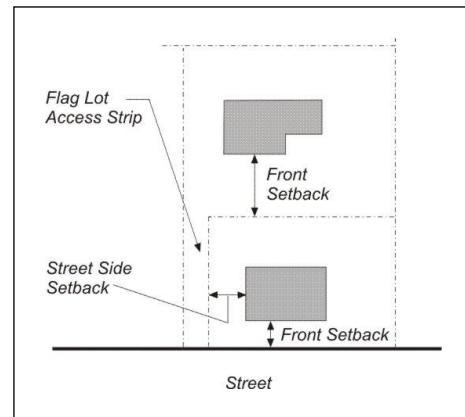 Flag Lot
Access Strip
Front
Setback
Street Side
Setback
Front Setback
Street